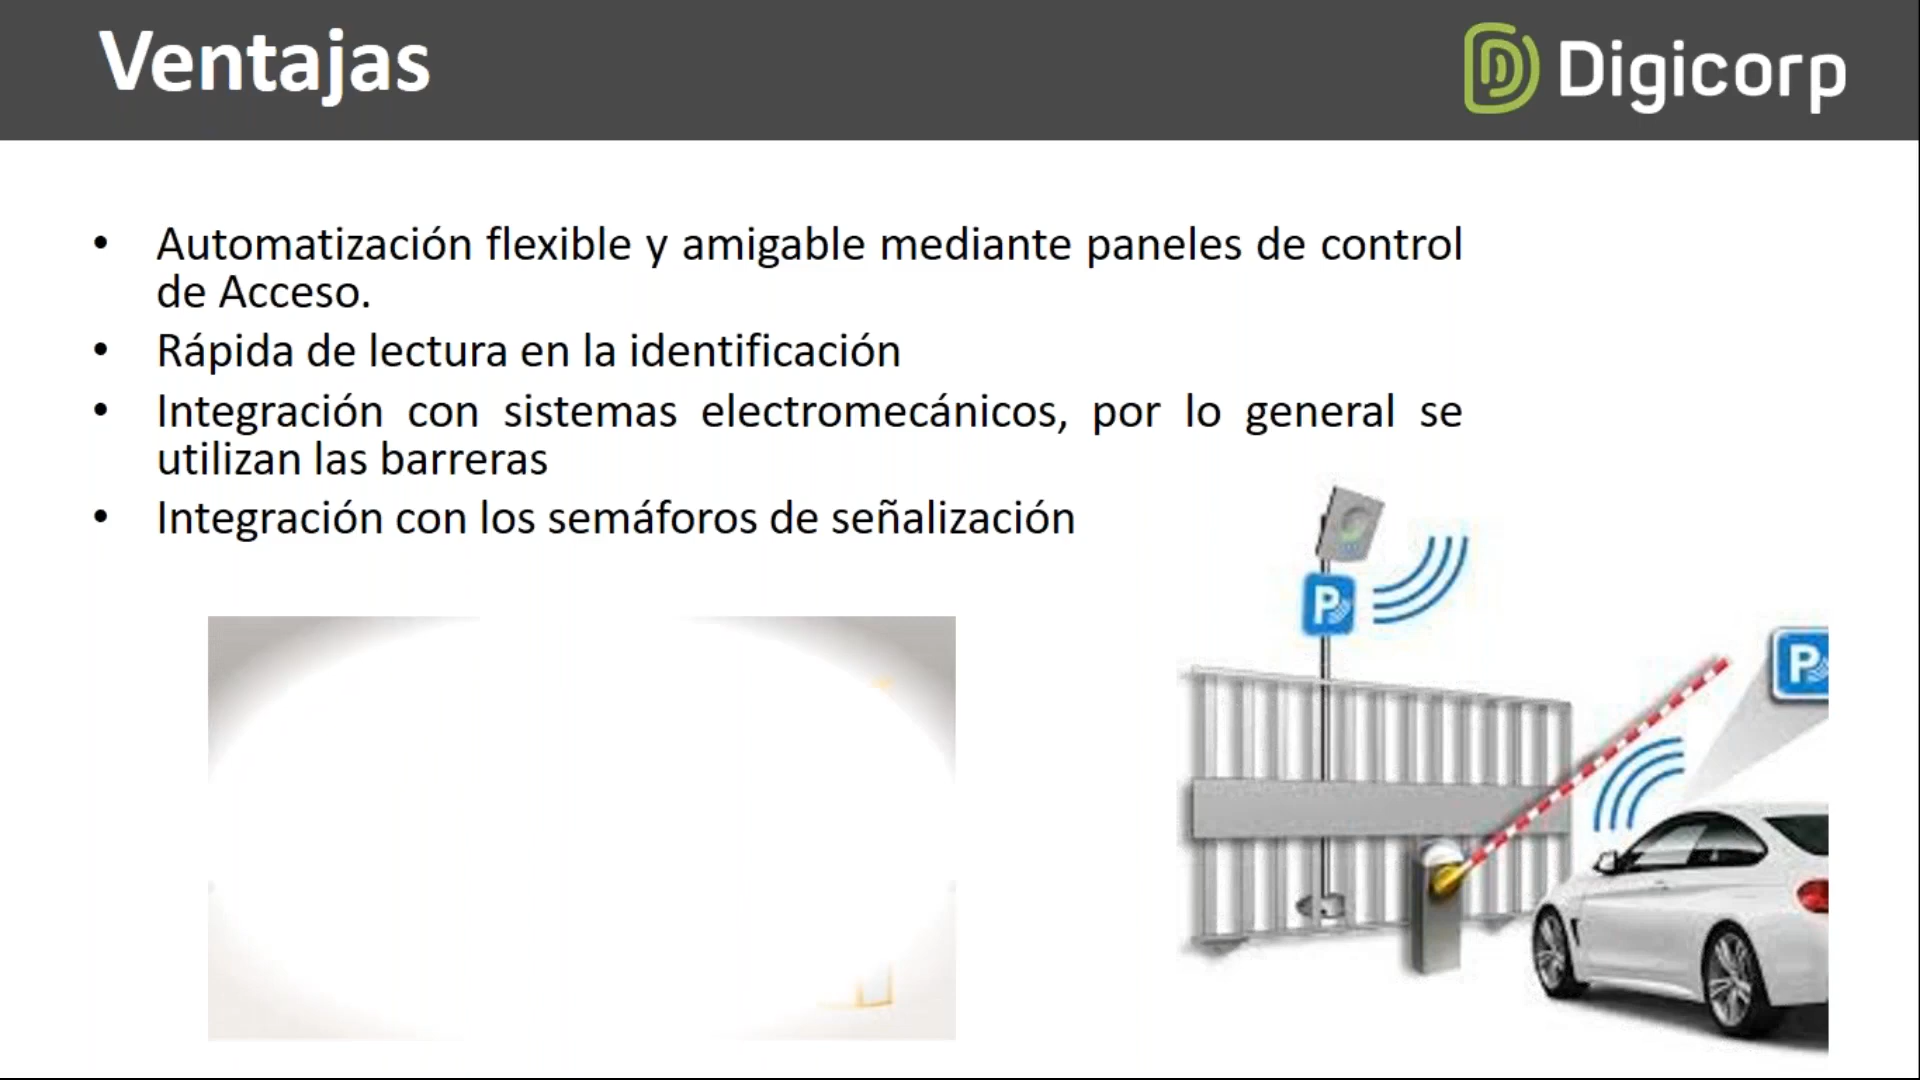 Ventajas
Digicorp
• Automatización flexible y amigable mediante paneles de control
de Acceso.
• Rápida de lectura en la identificación
• Integración con sistemas electromecánicos, por lo general se
utilizan las barreras
• Integración con los semáforos de señalización
P
P